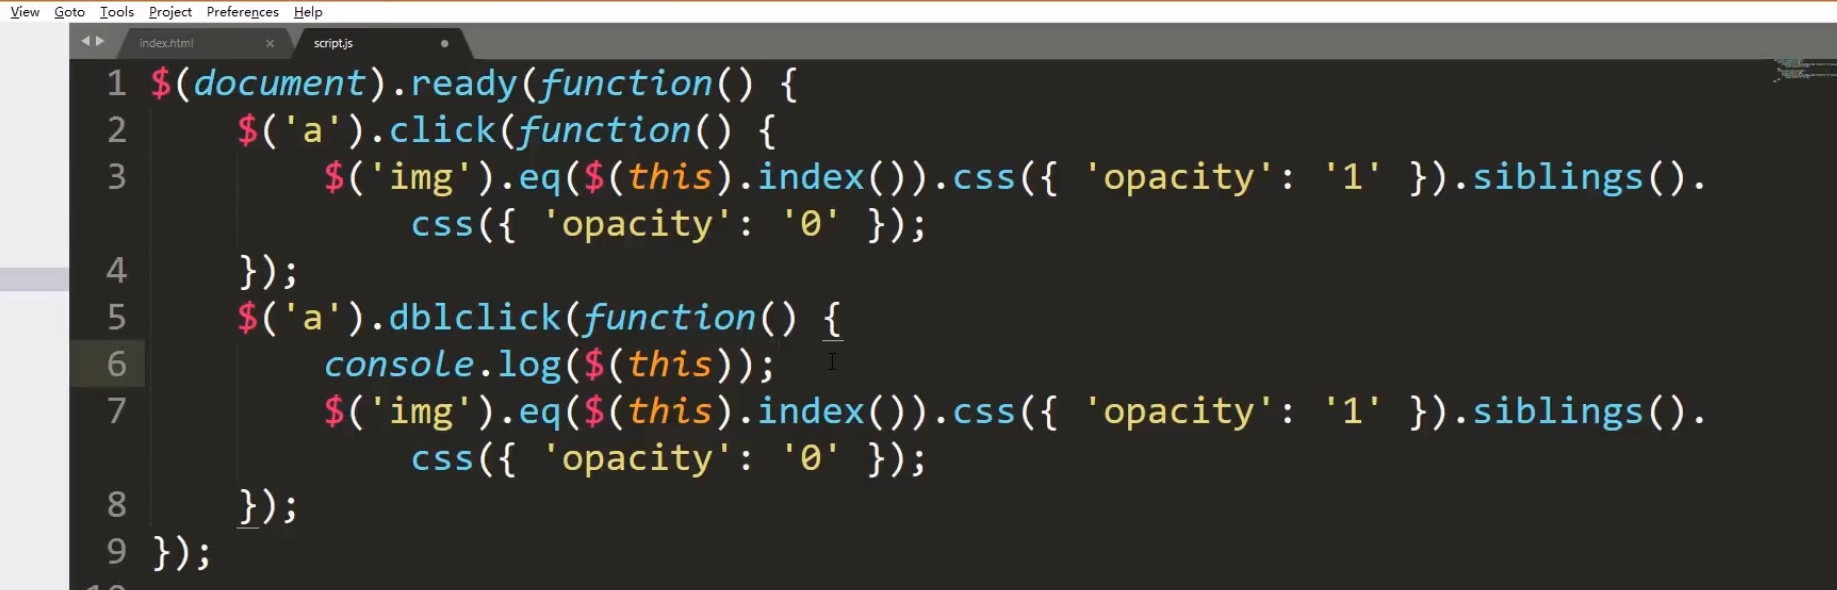 View Goto Tools Project Preferences Help
index.html × script.js
1 $(document).ready(function() {
2 $('a').click(function() {
3 $('img').eq($(this).index()).css({ 'opacity': '1' }).siblings().
css({ 'opacity': '0' });
4 });
5 $('a').dblclick(function() {
6 console.log($(this));
7 $('img').eq($(this).index()).css({ 'opacity': '1' }).siblings().
css({ 'opacity': '0' });
8 });
9 });